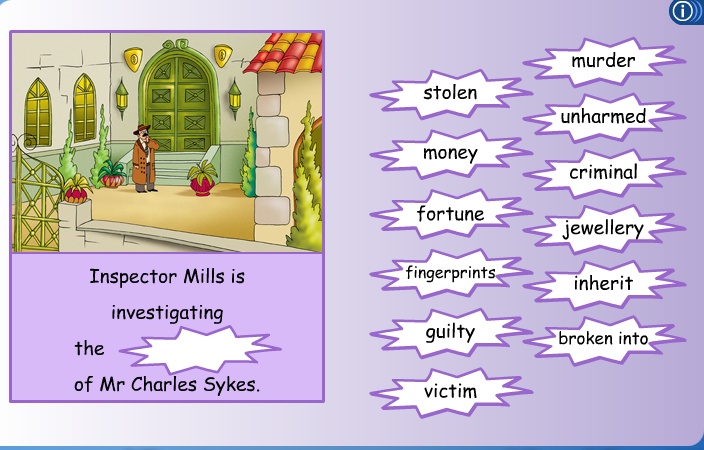 Inspector Mills is
investigating
the
of Mr Charles Sykes.
stolen
money
fortune
fingerprints
guilty
victim
murder
unharmed
criminal
jewellery
inherit
broken into
i